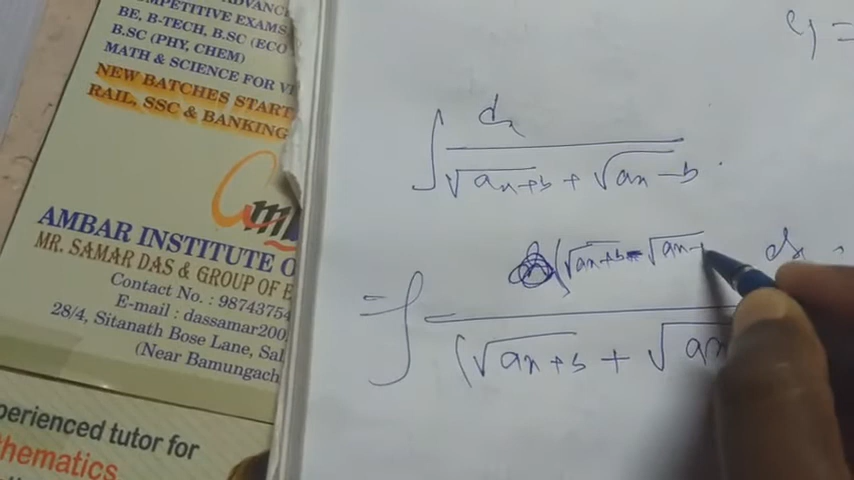 COMPETITIVE EXAMS
BE, B-TECH, B.SC (ECO
B.SC (PHY, CHEM)
MATH & SCIENCE FOR
NEW BATCHES START
RAIL, SSC & BANKING
am
AMBAR INSTITUTE O
MR. SAMAR DAS & GROUP OF E
Contact No. : 98743754
E-mail : dassamar200
28/4, Sitanath Bose Lane, Sal
(Near Bamungach
perienced tutor for
thematics
∫ dx / √ax+b + √ax-b .
= ∫ (√ax+b - √ax- dx
(√ax+b + √ax